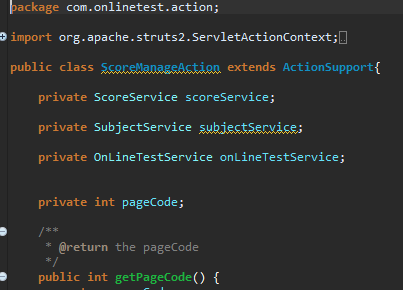 package com.onlinetest.action;
import org.apache.struts2.ServletActionContext;
public class ScoreManageAction extends ActionSupport{
private ScoreService scoreService;
private SubjectService subjectService;
private OnLineTestService onLineTestService;
private int pageCode;
/**
* @return the pageCode
*/
public int getPageCode() {